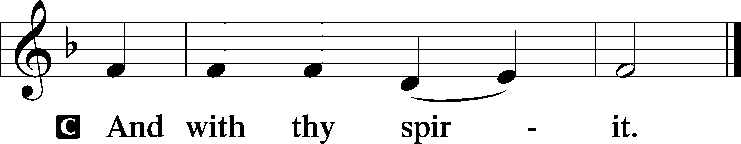 C And with thy spir - it.